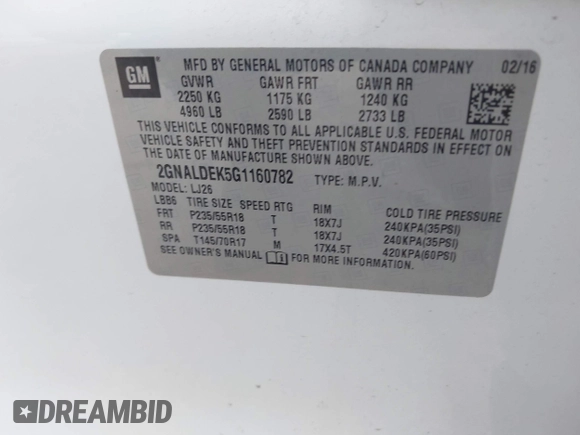 GM
MFD BY GENERAL MOTORS OF CANADA COMPANY 02/16
GVWR GAWR FRT GAWR RR
2250 KG 1175 KG 1240 KG
4960 LB 2590 LB 2733 LB
THIS VEHICLE CONFORMS TO ALL APPLICABLE U.S. FEDERAL MOTOR
VEHICLE SAFETY AND THEFT PREVENTION STANDARDS IN EFFECT ON
THE DATE OF MANUFACTURE SHOWN ABOVE.
2GNALDEK5G1160782 TYPE: M.P.V.
MODEL: LJ26
LBB6 TIRE SIZE SPEED RTG RIM COLD TIRE PRESSURE
FRT P235/55R18 T 18X7J 240KPA(35PSI)
RR P235/55R18 T 18X7J 240KPA(35PSI)
SPA T145/70R17 M 17X4.5T 420KPA(60PSI)
SEE OWNER'S MANUAL FOR MORE INFORMATION.
DREAMBID